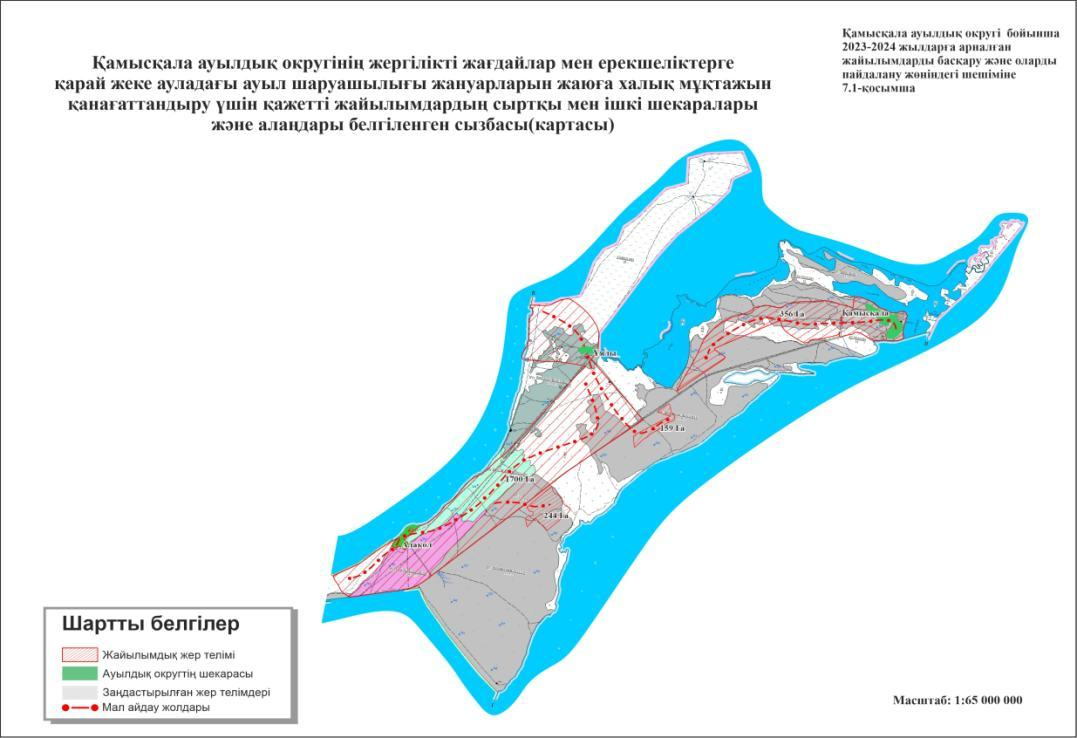 Қамысқала ауылдық округі бойынша
2023-2024 жылдарға арналған
жайылымдарды басқару және оларды
пайдалану жөніндегі шешіміне
7.1-қосымша
Қамысқала ауылдық округінің жергілікті жағдайлар мен ерекшеліктерге
қарай жеке ауладағы ауыл шаруашылығы жануарларын жаюға халық мұқтажын
қанағаттандыру үшін қажетті жайылымдардың сыртқы мен ішкі шекаралары
және алаңдары белгіленген сызбасы(картасы)
356 Га
Қамысқала
Ұялы
159 Га
1700 Га
244 Га
Алакөл
Шартты белгілер
Жайылымдық жер телімі
Ауылдық округтің шекарасы
Заңдастырылған жер телімдері
Мал айдау жолдары
Масштаб: 1:65 000 000